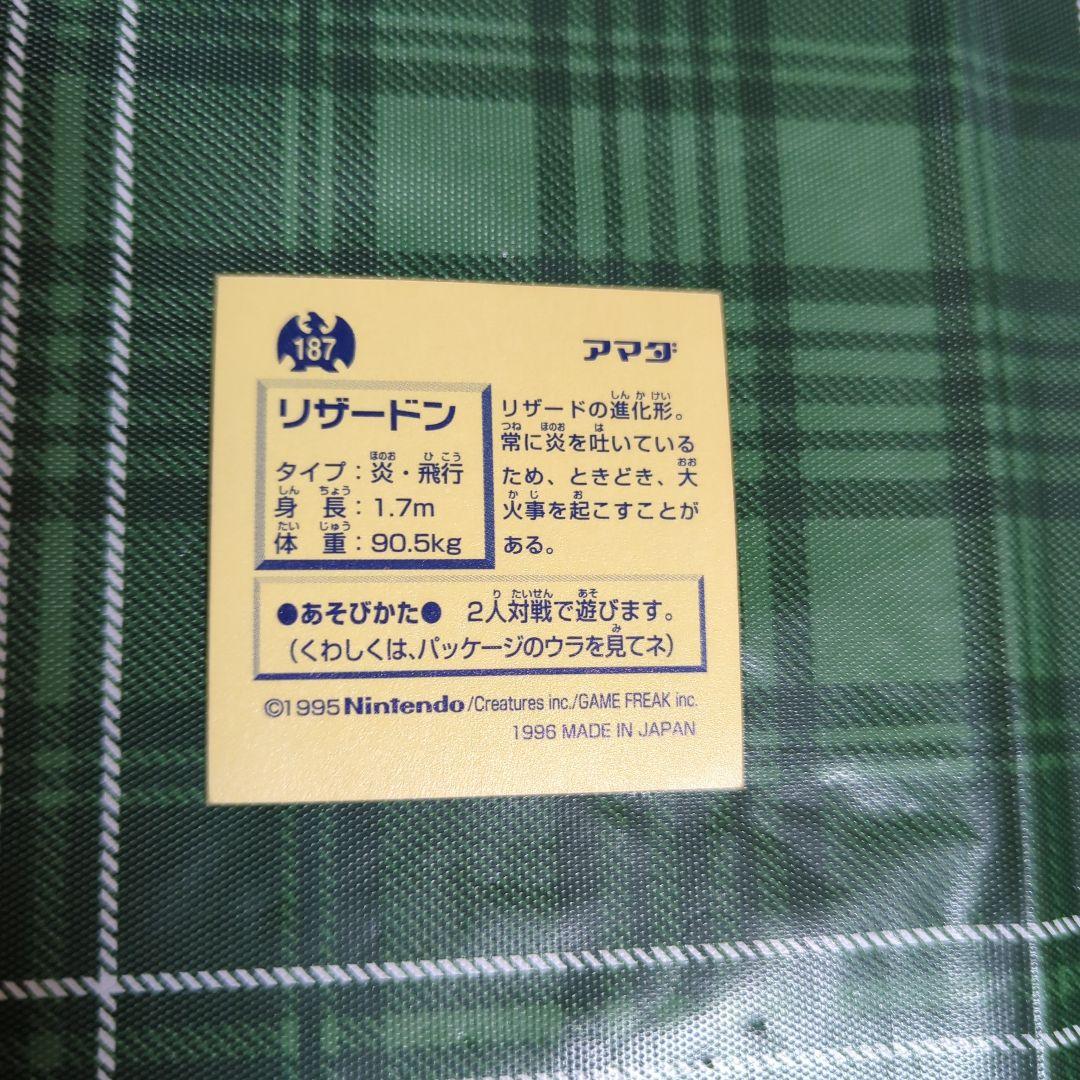 187
アマダ
リザードン
タイプ：炎・飛行
身長：1.7m
体重：90.5kg
リザードの進化形。
常に炎を吐いている
ため、ときどき、大
火事を起こすことが
ある。
●あそびかた● 2人対戦で遊びます。
（くわしくは、パッケージのウラを見てネ）
©1995 Nintendo/Creatures inc./GAME FREAK inc.
1996 MADE IN JAPAN